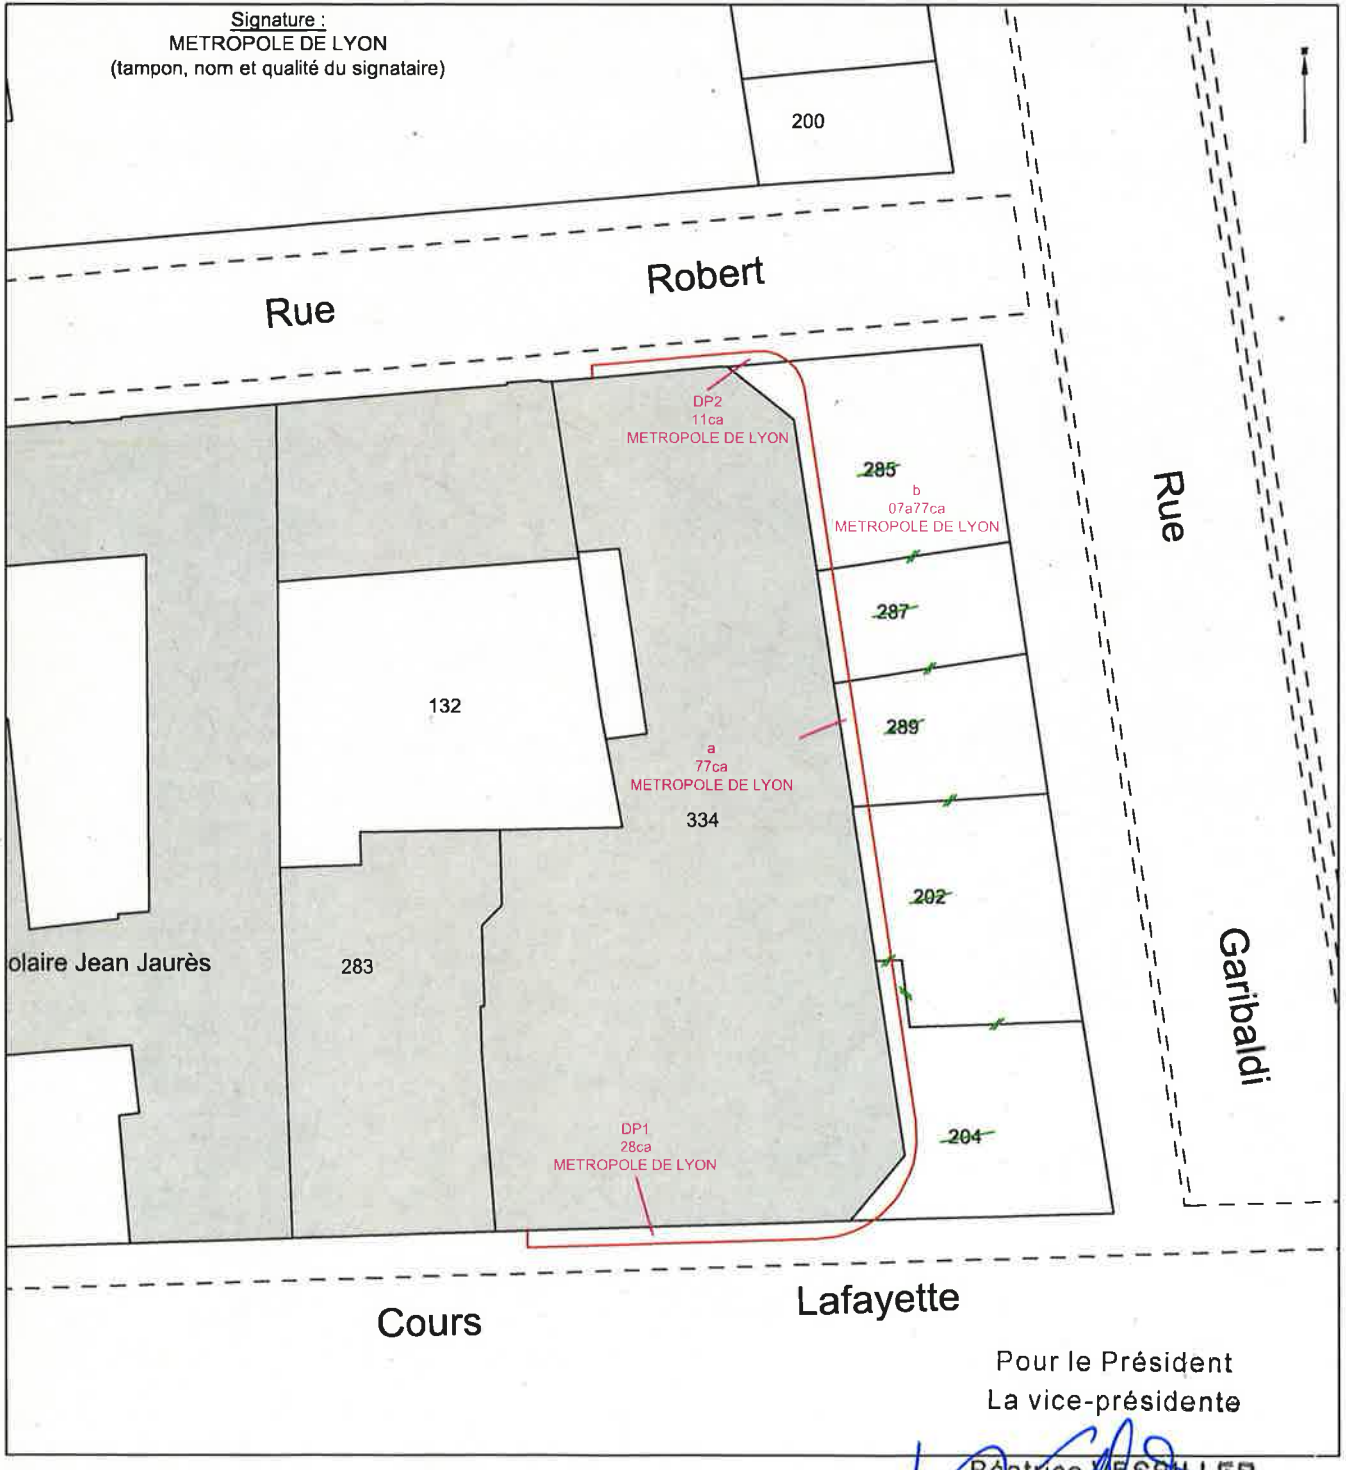 Signature :
METROPOLE DE LYON
(tampon, nom et qualité du signataire)
200
Robert
Rue
DP2
11ca
METROPOLE DE LYON
285
b
07a77ca
METROPOLE DE LYON
Rue
287
132
289
a
77ca
METROPOLE DE LYON
334
202
olaire Jean Jaurès
283
Garibaldi
DP1
28ca
METROPOLE DE LYON
204
Lafayette
Cours
Pour le Président
La vice-présidente